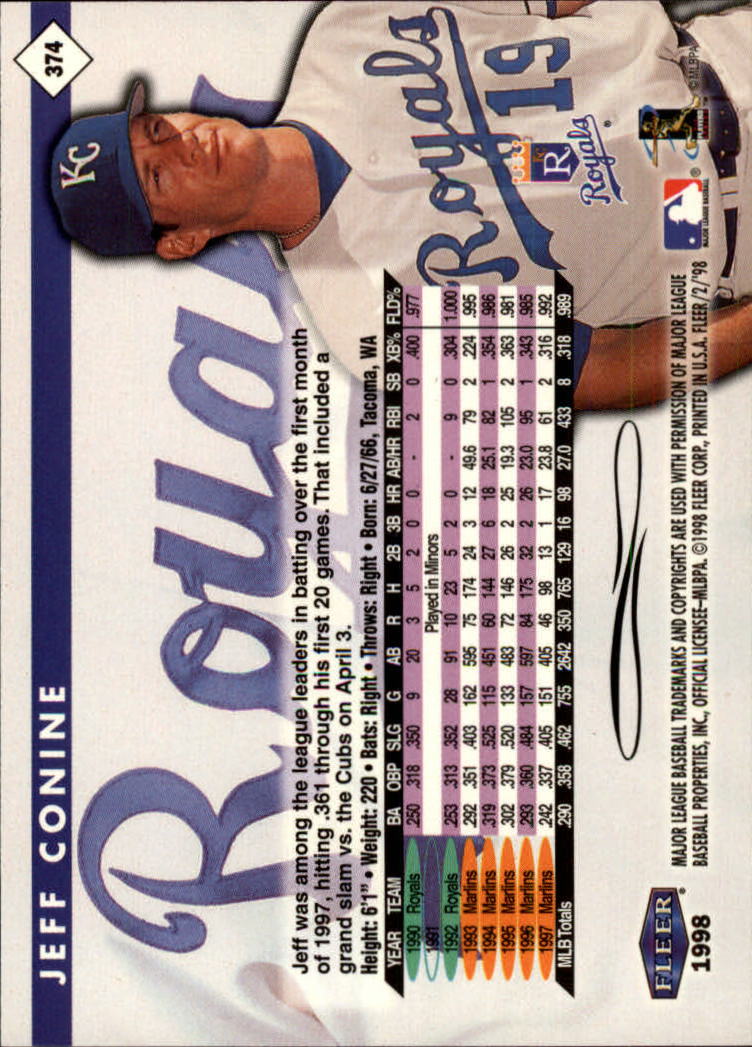 JEFF CONINE
374
Royals
KC
Royals
19
R
Royals
®
Jeff was among the league leaders in batting over the first month
of 1997, hitting .361 through his first 20 games. That included a
grand slam vs. the Cubs on April 3.
Height: 6'1" • Weight: 220 • Bats: Right • Throws: Right • Born: 6/27/66, Tacoma, WA
YEAR TEAM BA OBP SLG G AB R H 2B 3B HR AB/HR RBI SB XB% FLD%
1990 Royals .250 .318 .350 9 20 3 5 2 0 0 - 2 0 .400 .977
1991 Played in Minors
1992 Royals .253 .313 .352 28 91 10 23 5 2 0 - 9 0 .304 1.000
1993 Marlins .292 .351 .403 162 595 75 174 24 3 12 49.6 79 2 .224 .995
1994 Marlins .319 .373 .525 115 451 60 144 27 6 18 25.1 82 1 .354 .986
1995 Marlins .302 .379 .520 133 483 72 146 26 2 25 19.3 105 2 .363 .981
1996 Marlins .293 .360 .484 157 597 84 175 32 2 26 23.0 95 1 .343 .985
1997 Marlins .242 .337 .405 151 405 46 98 13 1 17 23.8 61 2 .316 .992
MLB Totals .290 .358 .462 755 2642 350 765 129 16 98 27.0 433 8 .318 .989
FLEER ®
1998
MAJOR LEAGUE BASEBALL TRADEMARKS AND COPYRIGHTS ARE USED WITH PERMISSION OF MAJOR LEAGUE
BASEBALL PROPERTIES, INC., OFFICIAL LICENSEE–MLBPA. ©1998 FLEER CORP., PRINTED IN U.S.A. FLEER/2/'98
MAJOR LEAGUE BASEBALL
©MLBPA